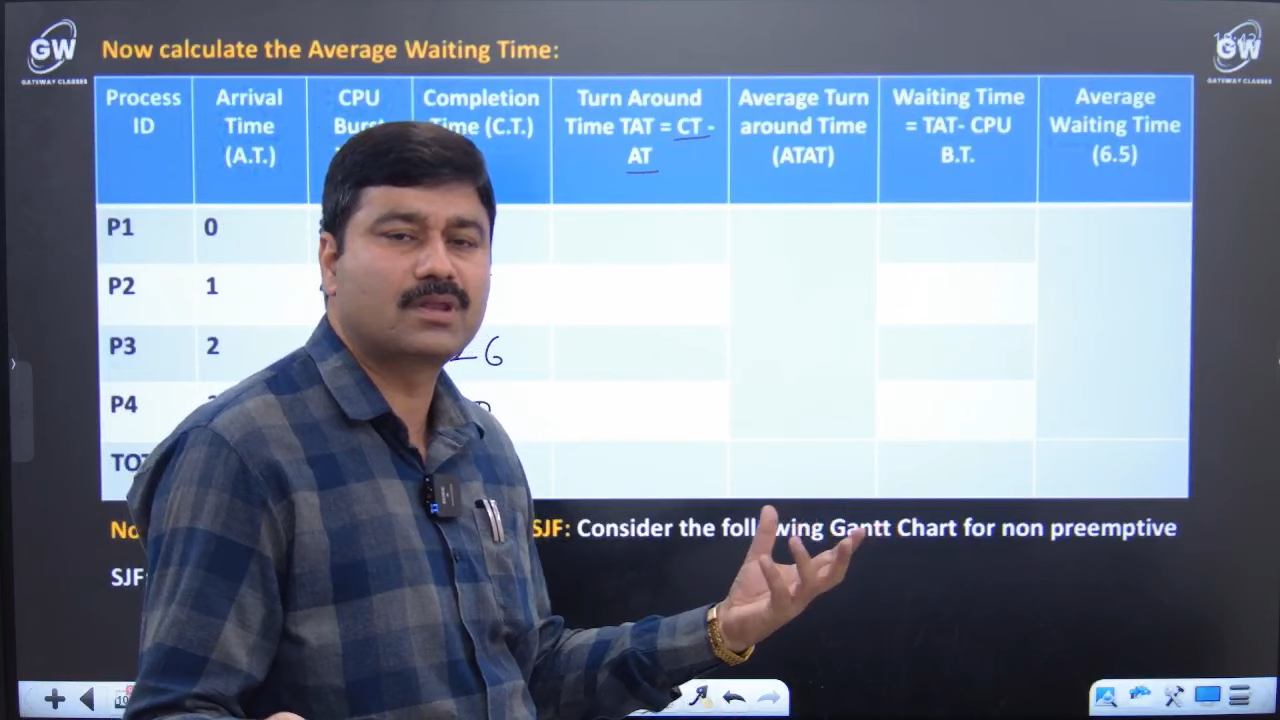 GW
GATEWAY CLASSES
Now calculate the Average Waiting Time:
GW
GATEWAY CLASSES
Process ID
Arrival Time (A.T.)
CPU
Completion Time (C.T.)
Turn Around Time TAT = CT - AT
Average Turn around Time (ATAT)
Waiting Time = TAT- CPU B.T.
Average Waiting Time (6.5)
P1 0
P2 1
P3 2 6
P4
SJF: Consider the following Gantt Chart for non preemptive
SJF